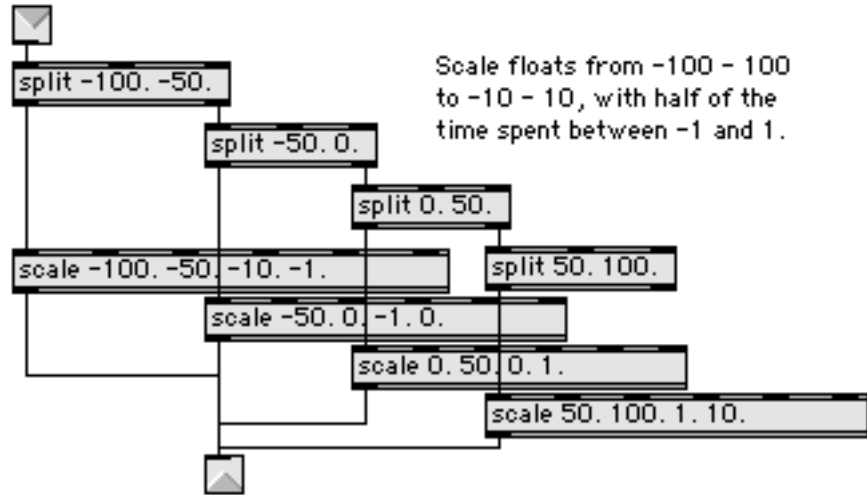 Scale floats from -100 - 100
to -10 - 10, with half of the
time spent between -1 and 1.
split -100. -50.
split -50. 0.
split 0. 50.
split 50. 100.
scale -100. -50. -10. -1.
scale -50. 0. -1. 0.
scale 0. 50. 0. 1.
scale 50. 100. 1. 10.